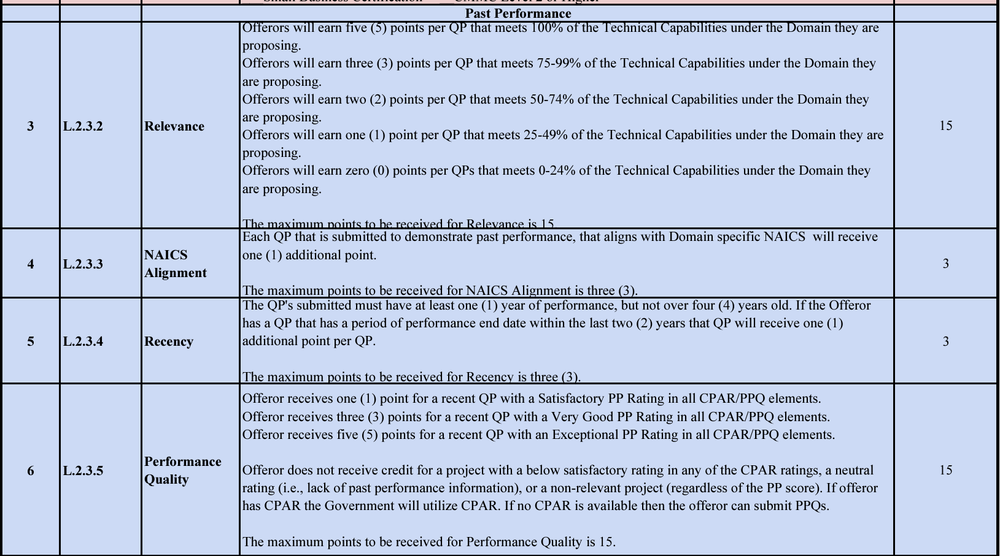 Small Business Certification ___CMMC Level 2 or Higher
Past Performance
3
L.2.3.2
Relevance
Offerors will earn five (5) points per QP that meets 100% of the Technical Capabilities under the Domain they are
proposing.
Offerors will earn three (3) points per QP that meets 75-99% of the Technical Capabilities under the Domain they
are proposing.
Offerors will earn two (2) points per QP that meets 50-74% of the Technical Capabilities under the Domain they
are proposing.
Offerors will earn one (1) point per QP that meets 25-49% of the Technical Capabilities under the Domain they are
proposing.
Offerors will earn zero (0) points per QPs that meets 0-24% of the Technical Capabilities under the Domain they
are proposing.
The maximum points to be received for Relevance is 15
15
4
L.2.3.3
NAICS
Alignment
Each QP that is submitted to demonstrate past performance, that aligns with Domain specific NAICS  will receive
one (1) additional point.
The maximum points to be received for NAICS Alignment is three (3).
3
5
L.2.3.4
Recency
The QP's submitted must have at least one (1) year of performance, but not over four (4) years old. If the Offeror
has a QP that has a period of performance end date within the last two (2) years that QP will receive one (1)
additional point per QP.
The maximum points to be received for Recency is three (3).
3
6
L.2.3.5
Performance
Quality
Offeror receives one (1) point for a recent QP with a Satisfactory PP Rating in all CPAR/PPQ elements.
Offeror receives three (3) points for a recent QP with a Very Good PP Rating in all CPAR/PPQ elements.
Offeror receives five (5) points for a recent QP with an Exceptional PP Rating in all CPAR/PPQ elements.
Offeror does not receive credit for a project with a below satisfactory rating in any of the CPAR ratings, a neutral
rating (i.e., lack of past performance information), or a non-relevant project (regardless of the PP score). If offeror
has CPAR the Government will utilize CPAR. If no CPAR is available then the offeror can submit PPQs.
The maximum points to be received for Performance Quality is 15.
15